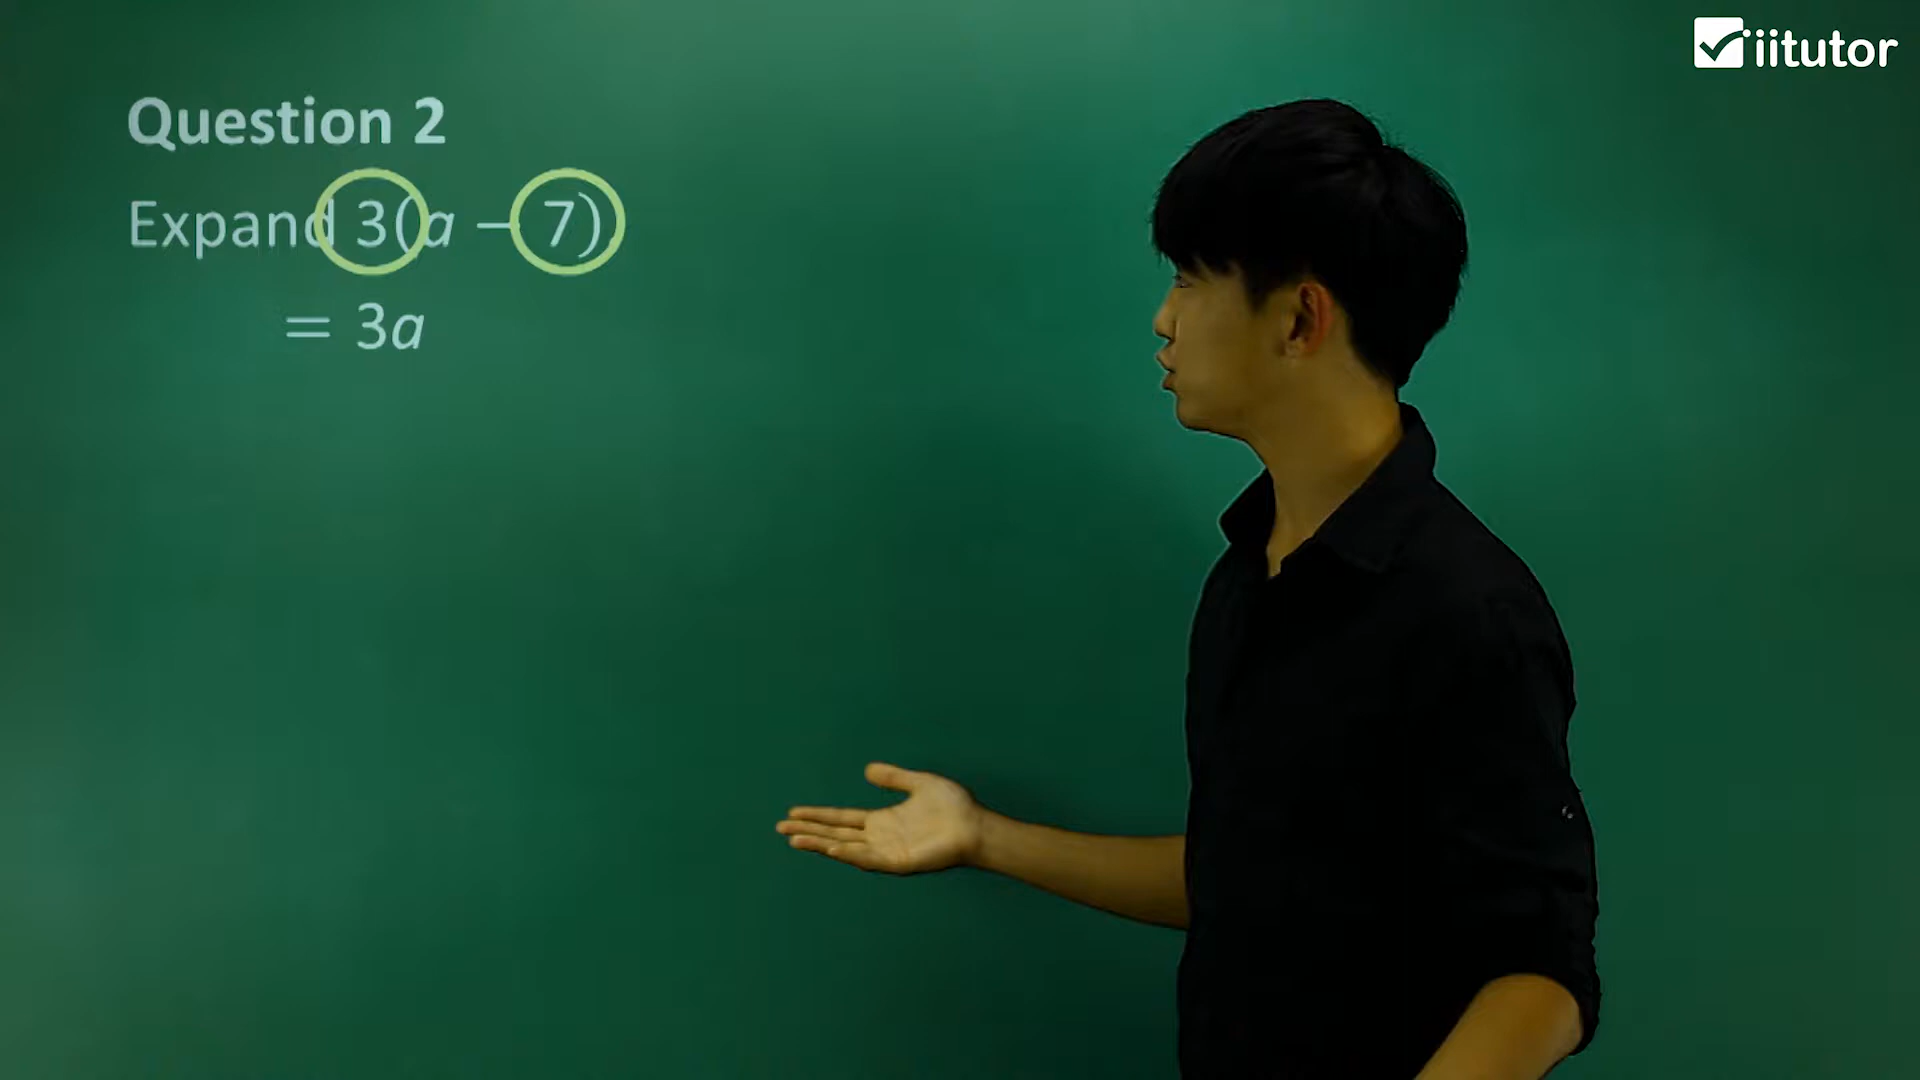 iitutor
Question 2
Expand 3(a − 7)
= 3a